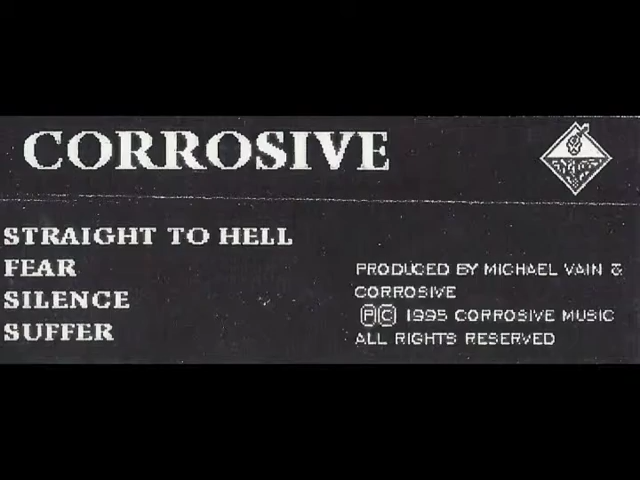 CORROSIVE
STRAIGHT TO HELL
FEAR
SILENCE
SUFFER
PRODUCED BY MICHAEL VAIN &
CORROSIVE
ⓅⒸ 1995 CORROSIVE MUSIC
ALL RIGHTS RESERVED